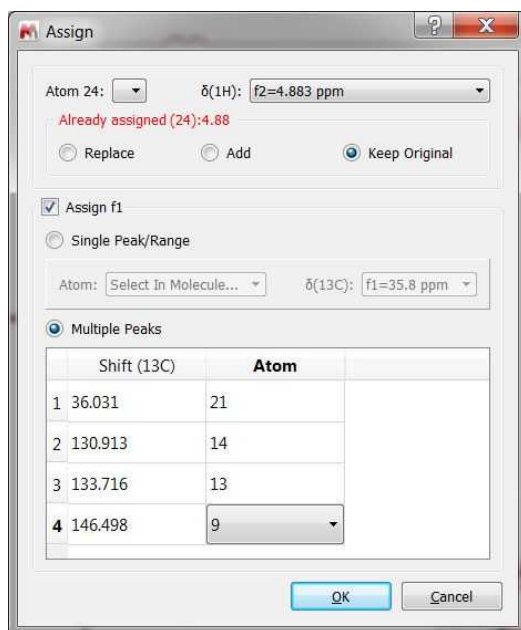 Assign
Atom 24: δ(1H): f2=4.883 ppm
Already assigned (24):4.88
Replace Add Keep Original
Assign f1
Single Peak/Range
Atom: Select In Molecule... δ(13C): f1=35.8 ppm
Multiple Peaks
Shift (13C) Atom
1 36.031 21
2 130.913 14
3 133.716 13
4 146.498 9
OK Cancel